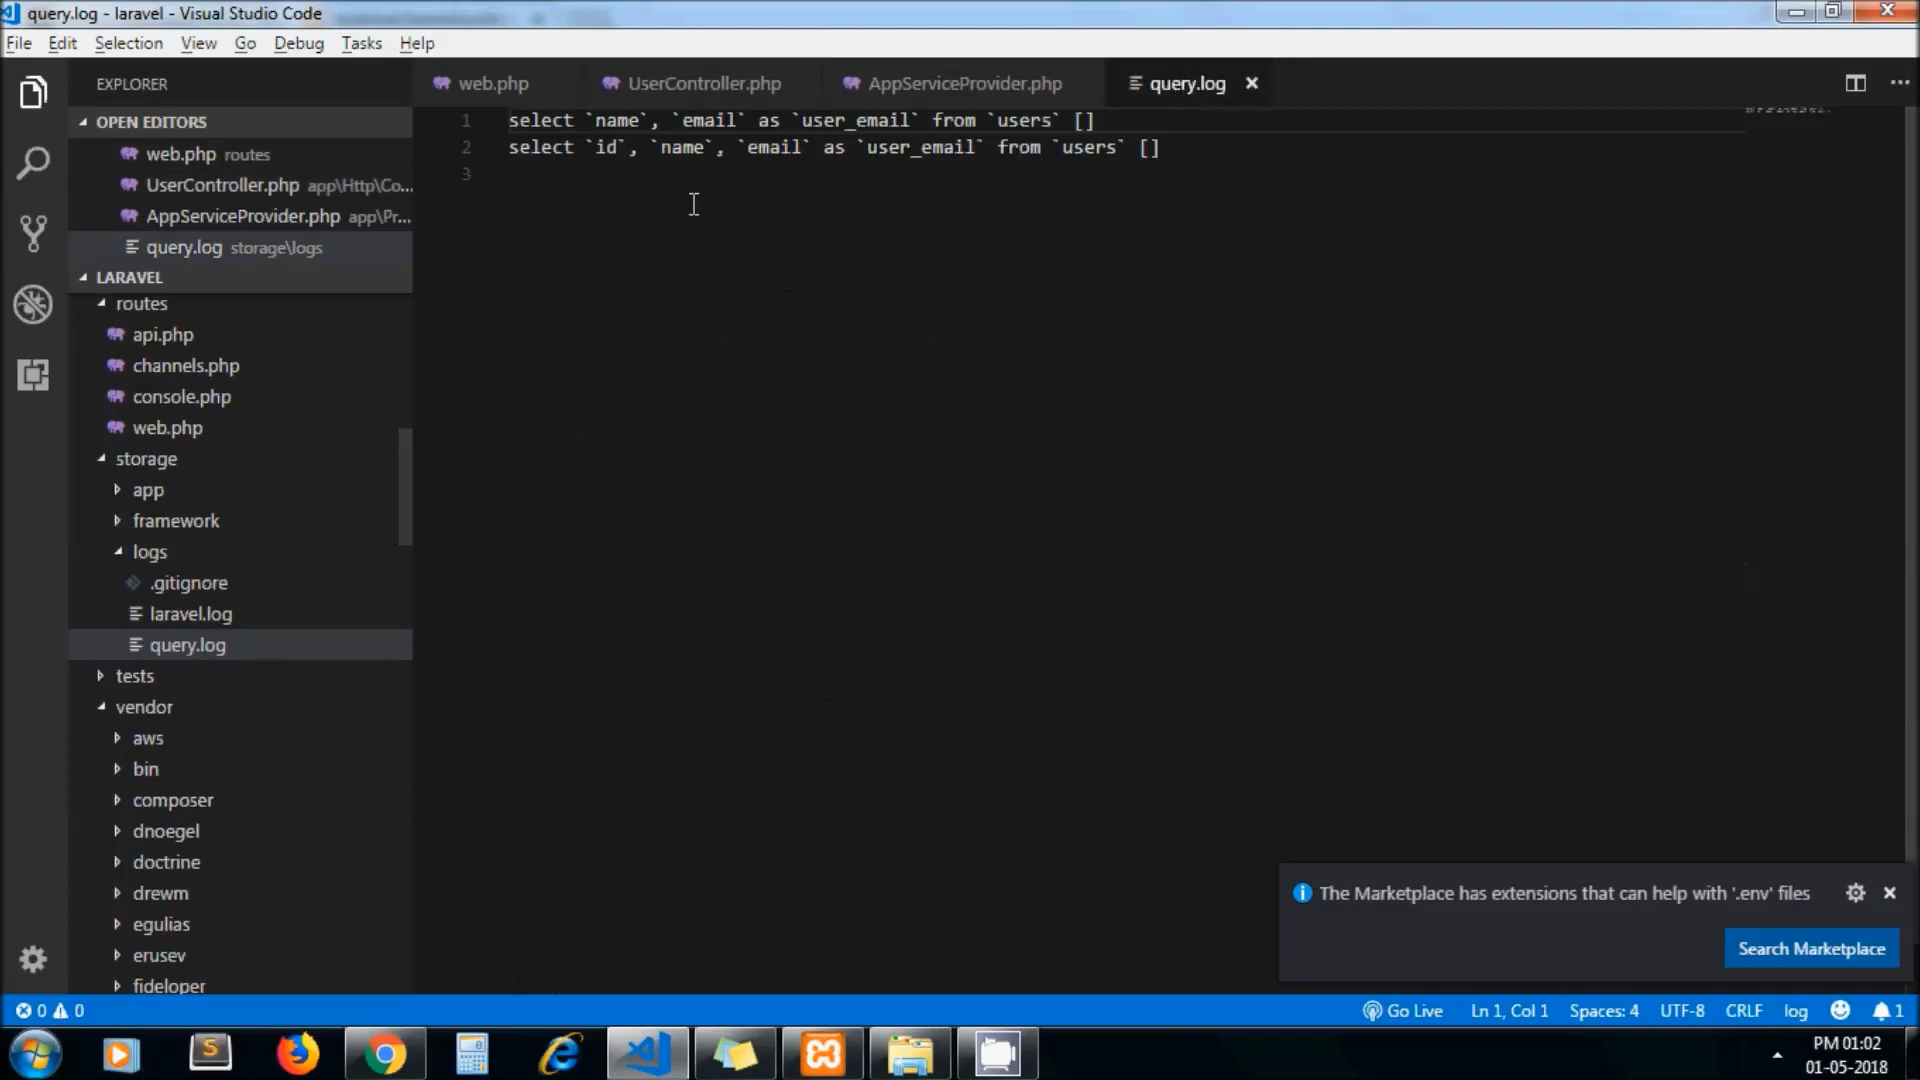 query.log - laravel - Visual Studio Code
File Edit Selection View Go Debug Tasks Help
EXPLORER
OPEN EDITORS
web.php routes
UserController.php app\Http\Co...
AppServiceProvider.php app\Pr...
query.log storage\logs
LARAVEL
routes
api.php
channels.php
console.php
web.php
storage
app
framework
logs
.gitignore
laravel.log
query.log
tests
vendor
aws
bin
composer
dnoegel
doctrine
drewm
egulias
erusev
fideloper
web.php UserController.php AppServiceProvider.php query.log
1 select `name`, `email` as `user_email` from `users` []
2 select `id`, `name`, `email` as `user_email` from `users` []
3
The Marketplace has extensions that can help with '.env' files
Search Marketplace
0 0 Go Live Ln 1, Col 1 Spaces: 4 UTF-8 CRLF log 1
PM 01:02
01-05-2018